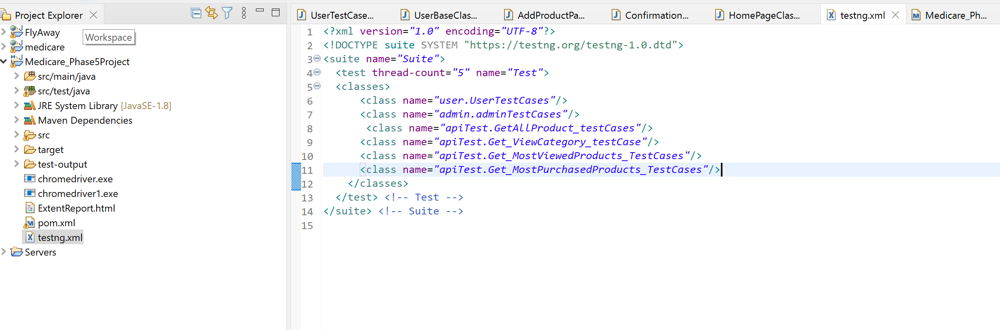 Project Explorer
FlyAway
Workspace
medicare
Medicare_Phase5Project
src/main/java
src/test/java
JRE System Library [JavaSE-1.8]
Maven Dependencies
src
target
test-output
chromedriver.exe
chromedriver1.exe
ExtentReport.html
pom.xml
testng.xml
Servers
UserTestCase... UserBaseClas... AddProductPa... Confirmation... HomePageClas... testng.xml Medicare_Ph...
1 <?xml version="1.0" encoding="UTF-8"?>
2 <!DOCTYPE suite SYSTEM "https://testng.org/testng-1.0.dtd">
3 <suite name="Suite">
4   <test thread-count="5" name="Test">
5   <classes>
6       <class name="user.UserTestCases"/>
7       <class name="admin.adminTestCases"/>
8        <class name="apiTest.GetAllProduct_testCases"/>
9       <class name="apiTest.Get_ViewCategory_testCase"/>
10       <class name="apiTest.Get_MostViewedProducts_TestCases"/>
11       <class name="apiTest.Get_MostPurchasedProducts_TestCases"/>
12     </classes>
13   </test> <!-- Test -->
14 </suite> <!-- Suite -->
15